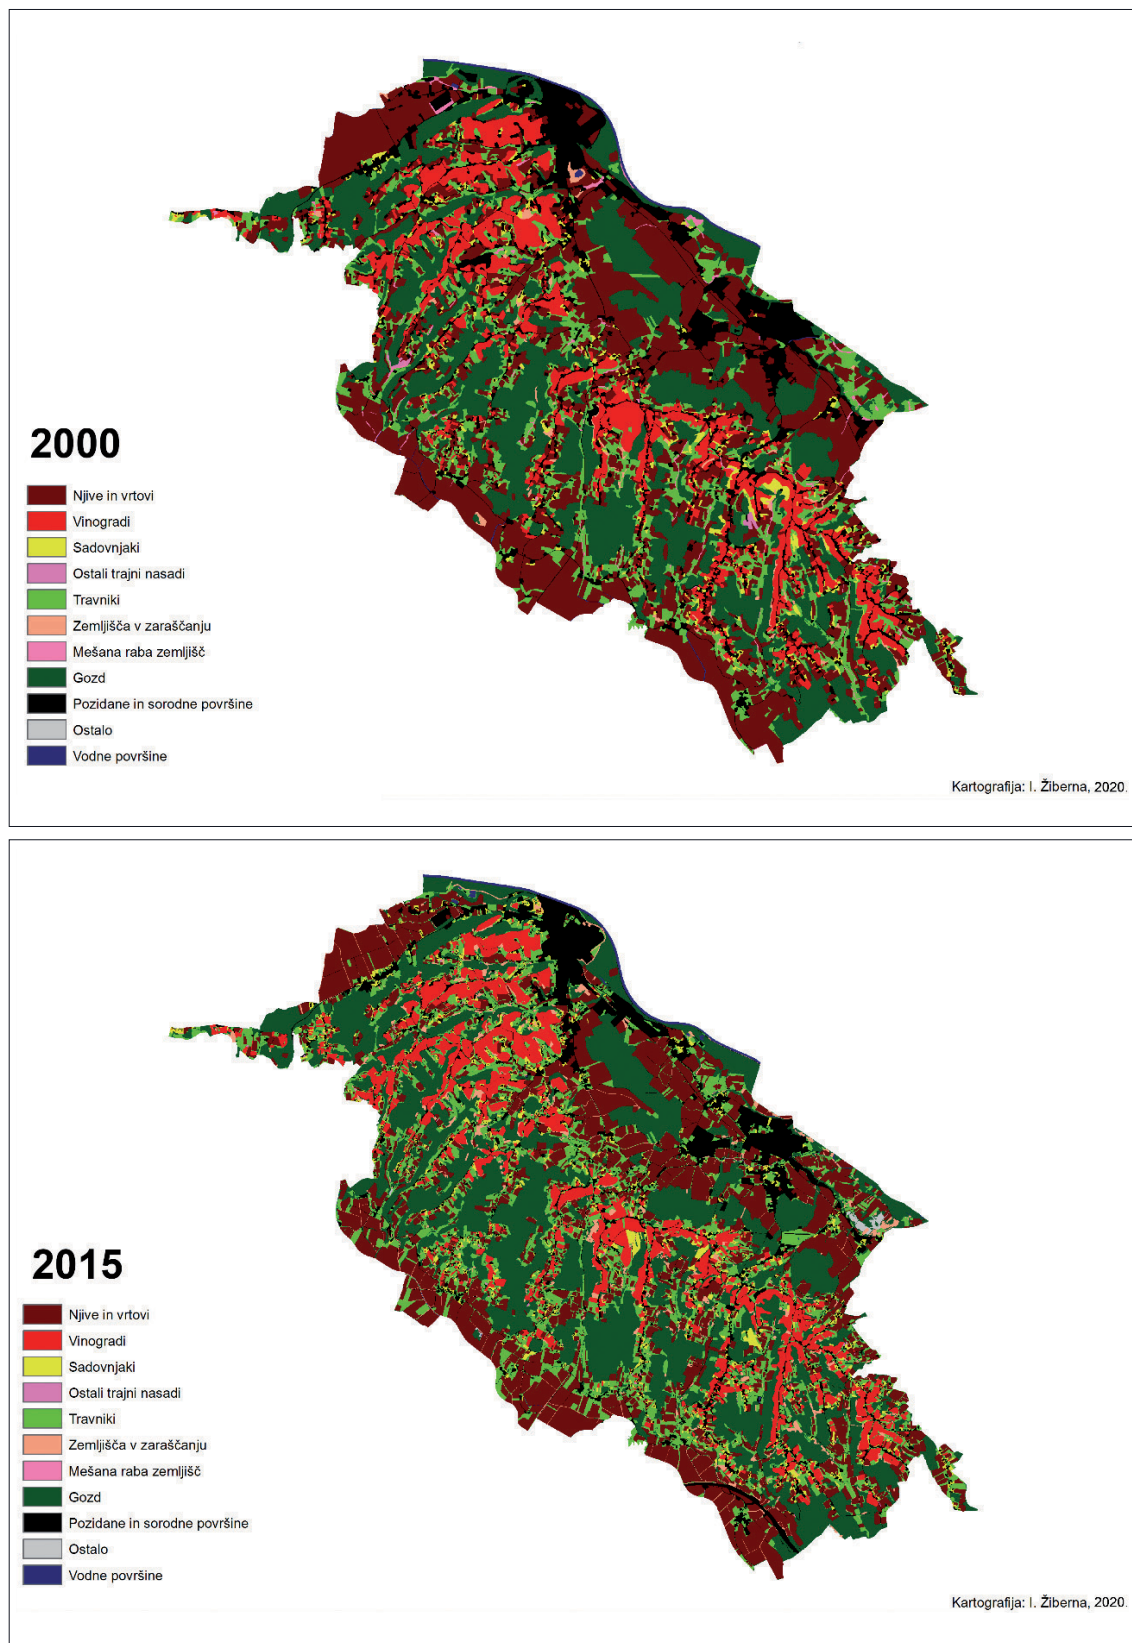 2000
Njive in vrtovi
Vinogradi
Sadovnjaki
Ostali trajni nasadi
Travniki
Zemljišča v zaraščanju
Mešana raba zemljišč
Gozd
Pozidane in sorodne površine
Ostalo
Vodne površine
Kartografija: I. Žiberna, 2020.
2015
Njive in vrtovi
Vinogradi
Sadovnjaki
Ostali trajni nasadi
Travniki
Zemljišča v zaraščanju
Mešana raba zemljišč
Gozd
Pozidane in sorodne površine
Ostalo
Vodne površine
Kartografija: I. Žiberna, 2020.